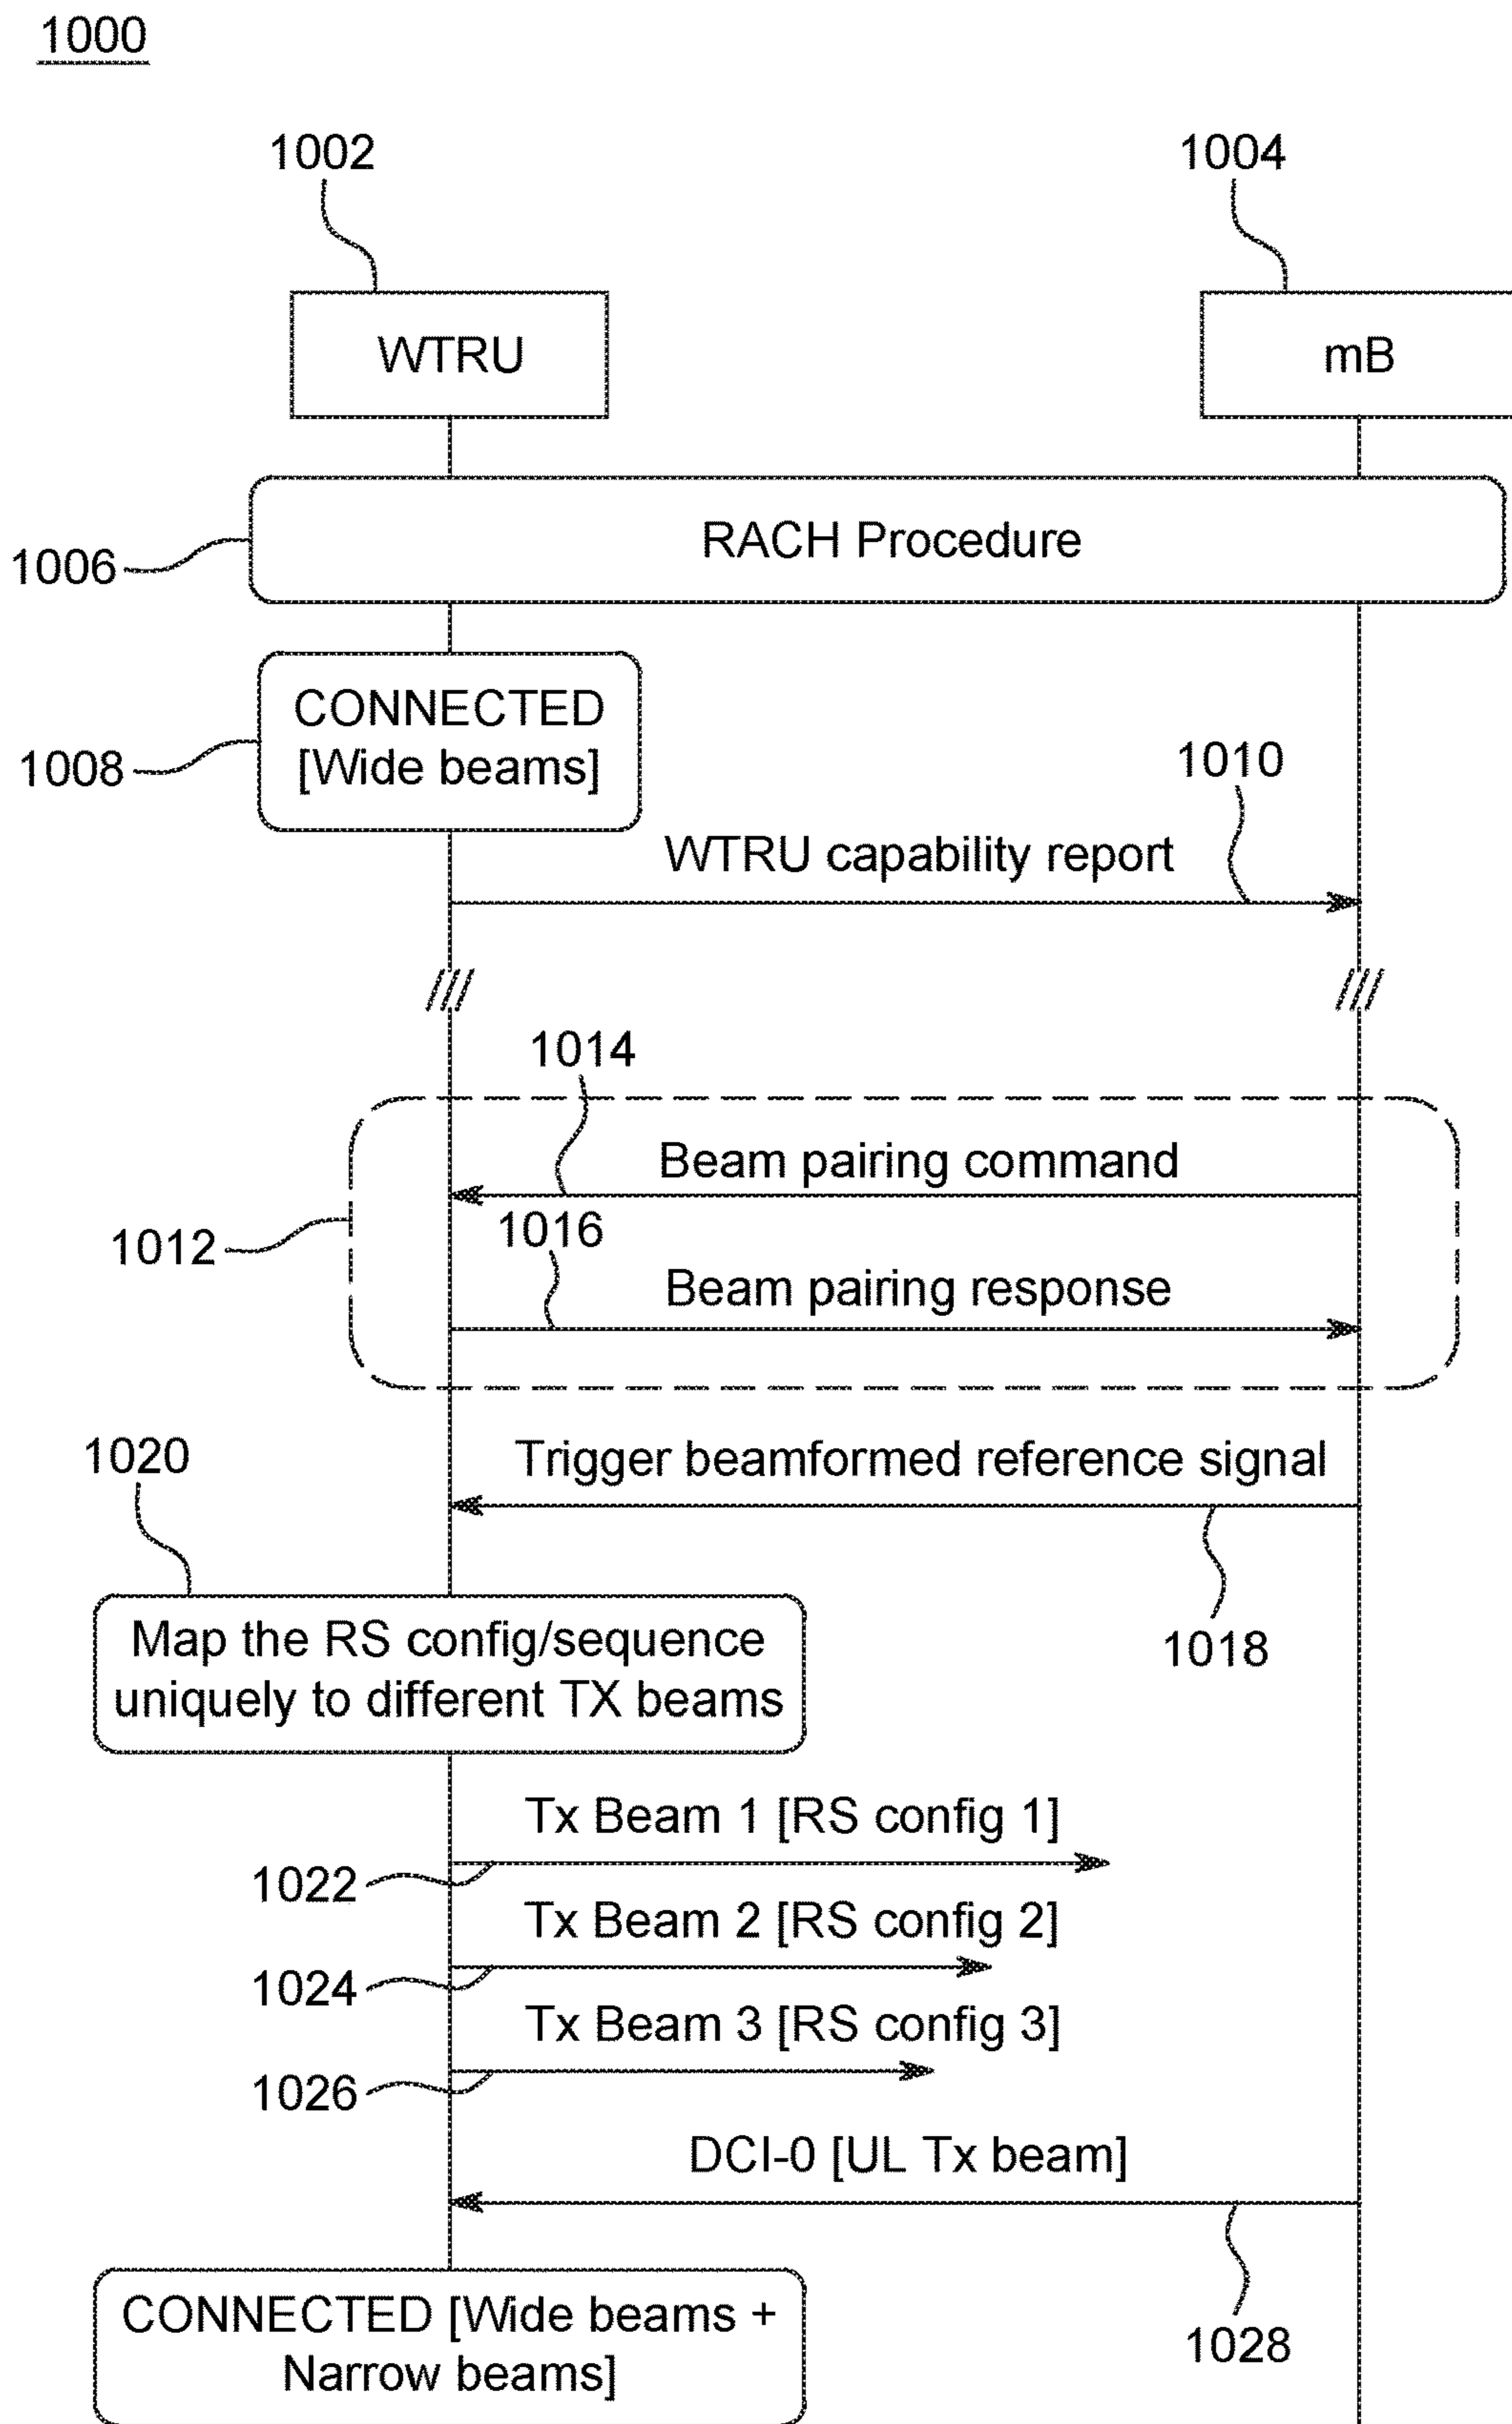 1000
1002
1004
WTRU
mB
RACH Procedure
1006
CONNECTED
[Wide beams]
1008
1010
WTRU capability report
1014
Beam pairing command
1012
1016
Beam pairing response
1020
Trigger beamformed reference signal
Map the RS config/sequence
uniquely to different TX beams
1018
Tx Beam 1 [RS config 1]
1022
Tx Beam 2 [RS config 2]
1024
Tx Beam 3 [RS config 3]
1026
DCI-0 [UL Tx beam]
CONNECTED [Wide beams +
Narrow beams]
1028